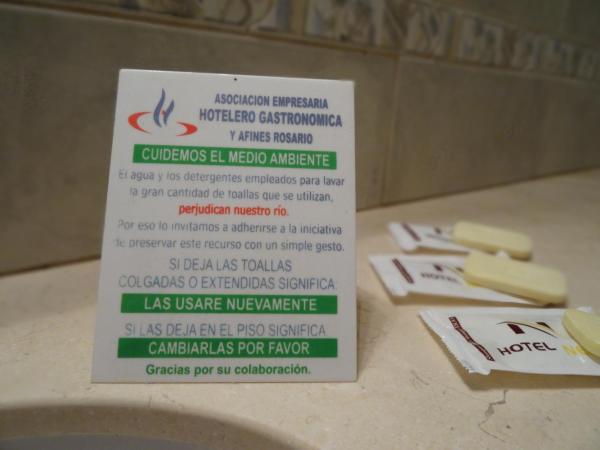 ASOCIACION EMPRESARIA
HOTELERO GASTRONOMICA
Y AFINES ROSARIO
CUIDEMOS EL MEDIO AMBIENTE
El agua y los detergentes empleados para lavar
la gran cantidad de toallas que se utilizan,
perjudican nuestro río.
Por eso lo invitamos a adherirse a la iniciativa
de preservar este recurso con un simple gesto.
SI DEJA LAS TOALLAS
COLGADAS O EXTENDIDAS SIGNIFICA:
LAS USARE NUEVAMENTE
SI LAS DEJA EN EL PISO SIGNIFICA
CAMBIARLAS POR FAVOR
Gracias por su colaboración.
HOTEL
HOTEL